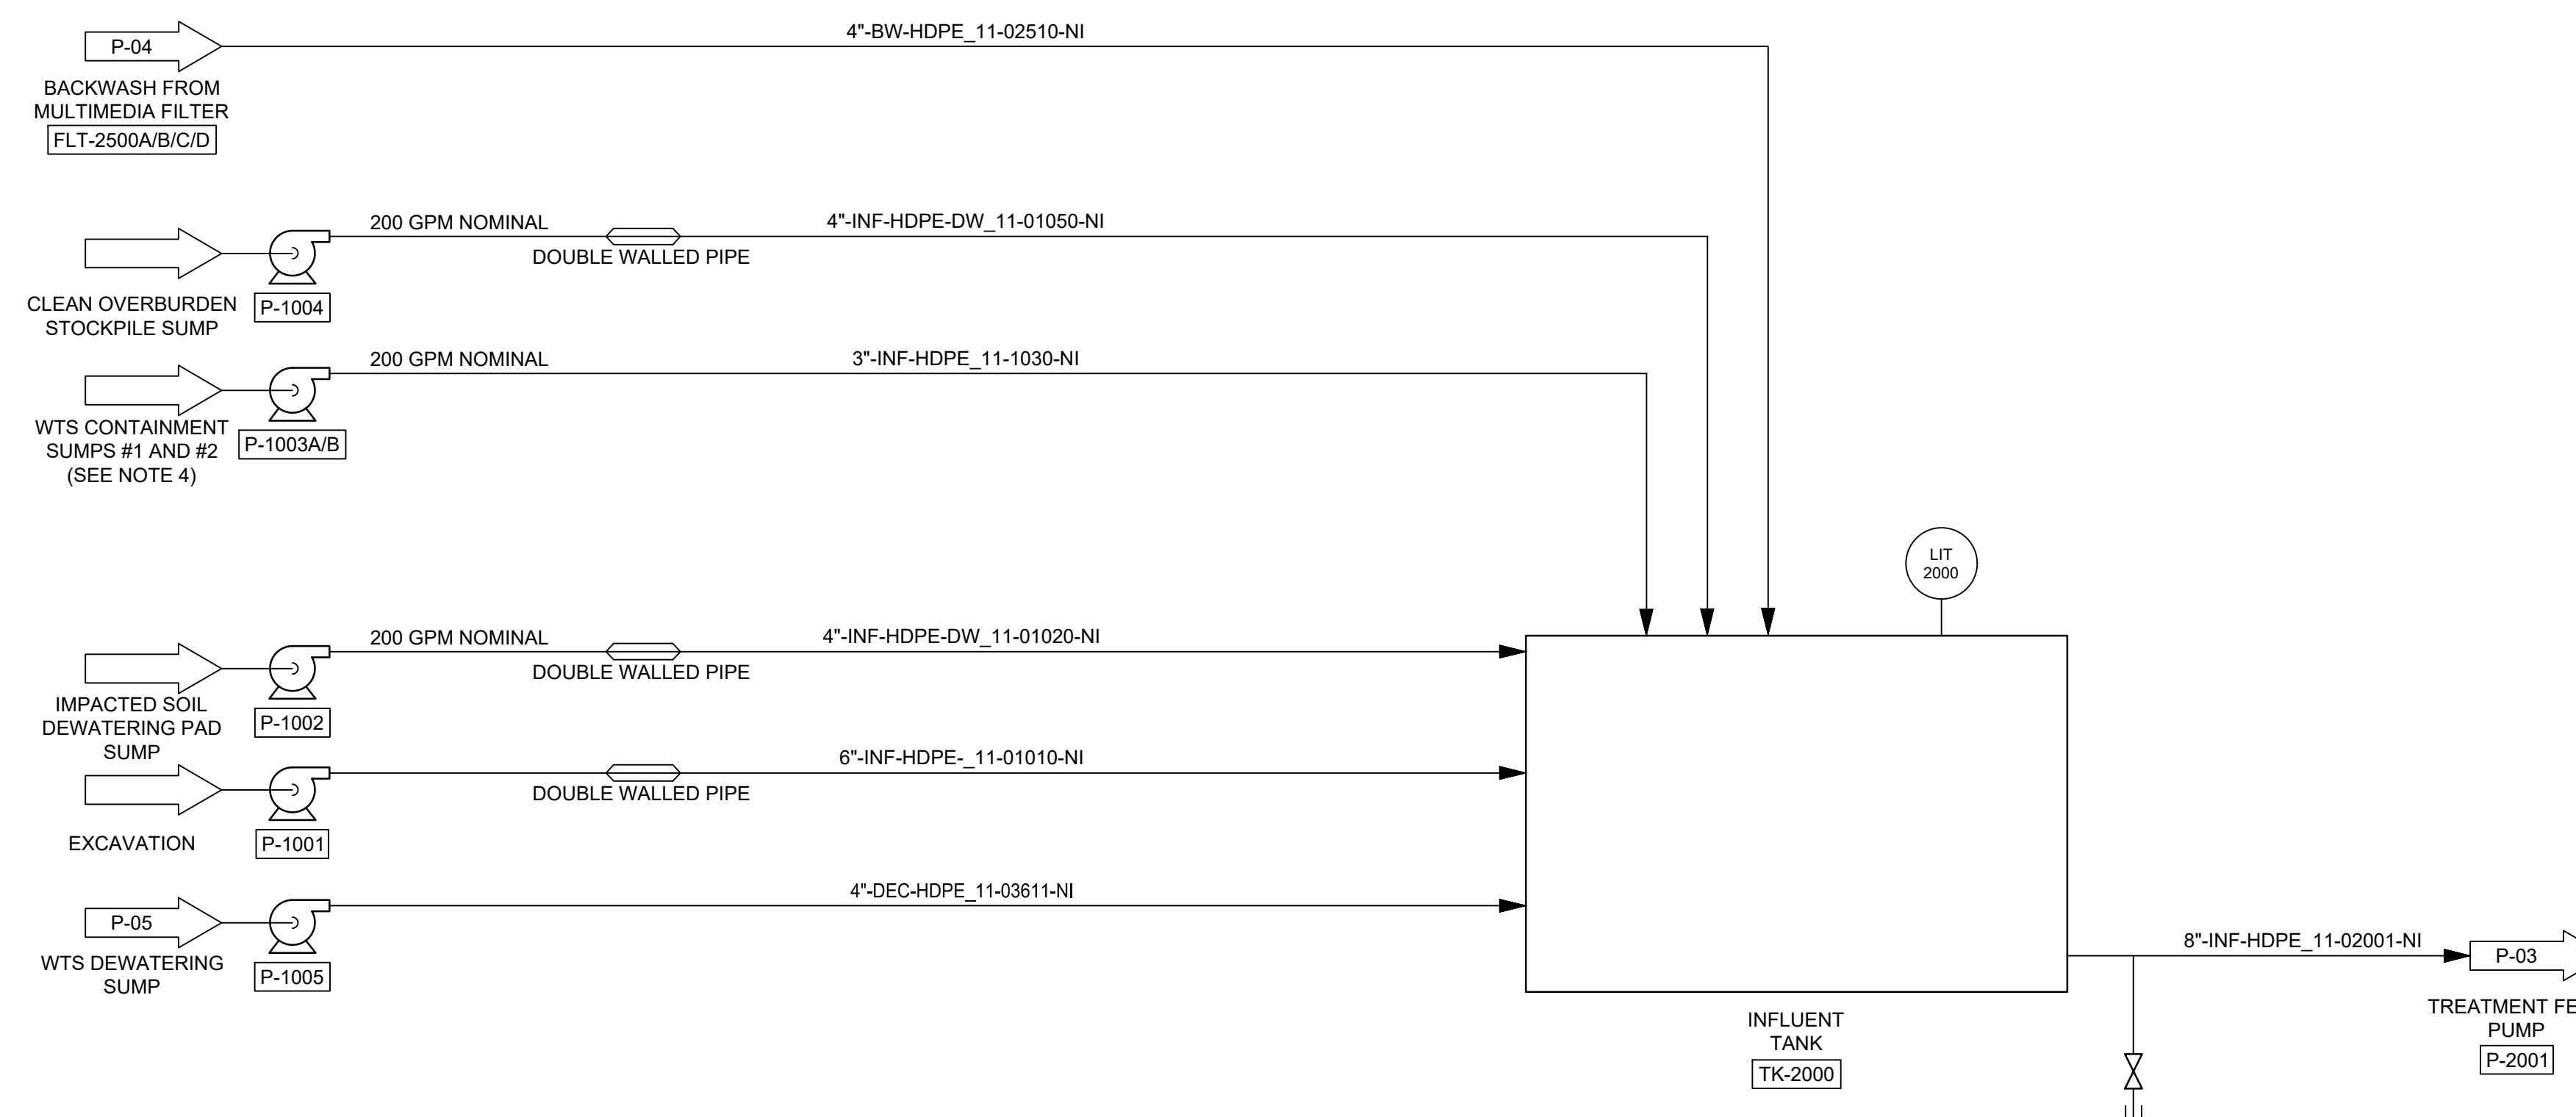 4"-BW-HDPE_11-02510-NI
P-04
BACKWASH FROM
MULTIMEDIA FILTER
FLT-2500A/B/C/D
200 GPM NOMINAL
4"-INF-HDPE-DW_11-01050-NI
DOUBLE WALLED PIPE
CLEAN OVERBURDEN
STOCKPILE SUMP
P-1004
200 GPM NOMINAL
3"-INF-HDPE_11-1030-NI
WTS CONTAINMENT
SUMPS #1 AND #2
(SEE NOTE 4)
P-1003A/B
LIT
2000
200 GPM NOMINAL
4"-INF-HDPE-DW_11-01020-NI
DOUBLE WALLED PIPE
IMPACTED SOIL
DEWATERING PAD
SUMP
P-1002
6"-INF-HDPE-_11-01010-NI
DOUBLE WALLED PIPE
EXCAVATION
P-1001
4"-DEC-HDPE_11-03611-NI
P-05
WTS DEWATERING
SUMP
P-1005
8"-INF-HDPE_11-02001-NI
P-03
TREATMENT FE
PUMP
P-2001
INFLUENT
TANK
TK-2000